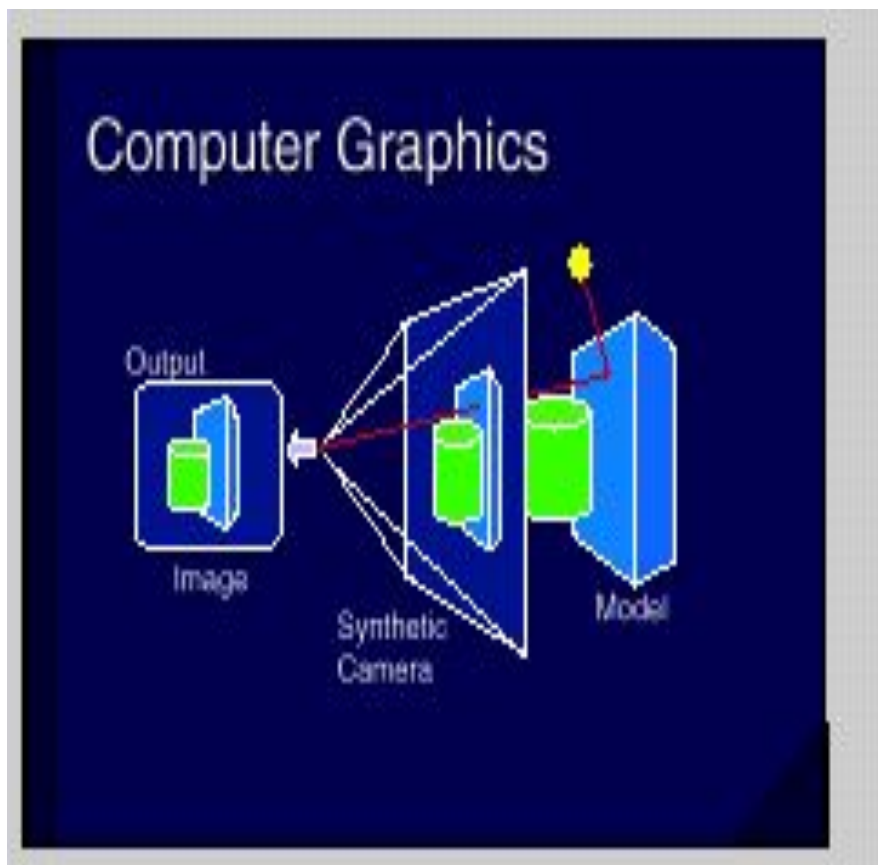 Computer Graphics
Output
Image
Synthetic
Camera
Model